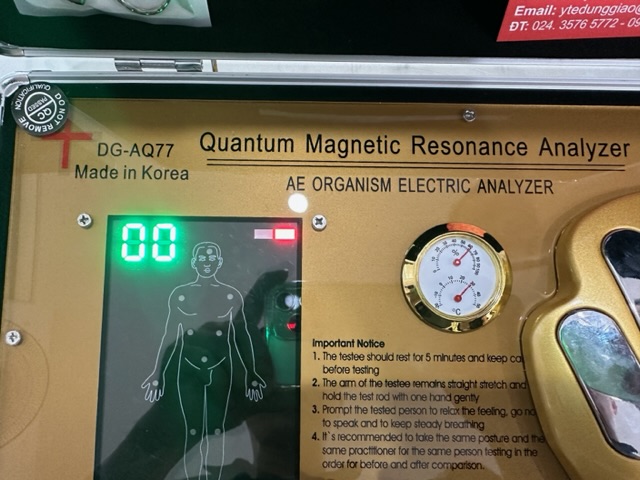 Email: ytedunggiao@
ĐT: 024. 3576 5772 - 09
QUALIFICATION
QC
PASSED
DO NOT REMOVE
DG-AQ77
Made in Korea
Quantum Magnetic Resonance Analyzer
AE ORGANISM ELECTRIC ANALYZER
00
%
°C
Important Notice
1. The testee should rest for 5 minutes and keep
before testing
2. The arm of the testee remains straight stretch and
hold the test rod with one hand gently
3. Prompt the tested person to relax the feeling, go
to speak and to keep steady breathing
4. It`s recommended to take the same pasture and the
same practitioner for the same person testing in the
order for before and after comparison.